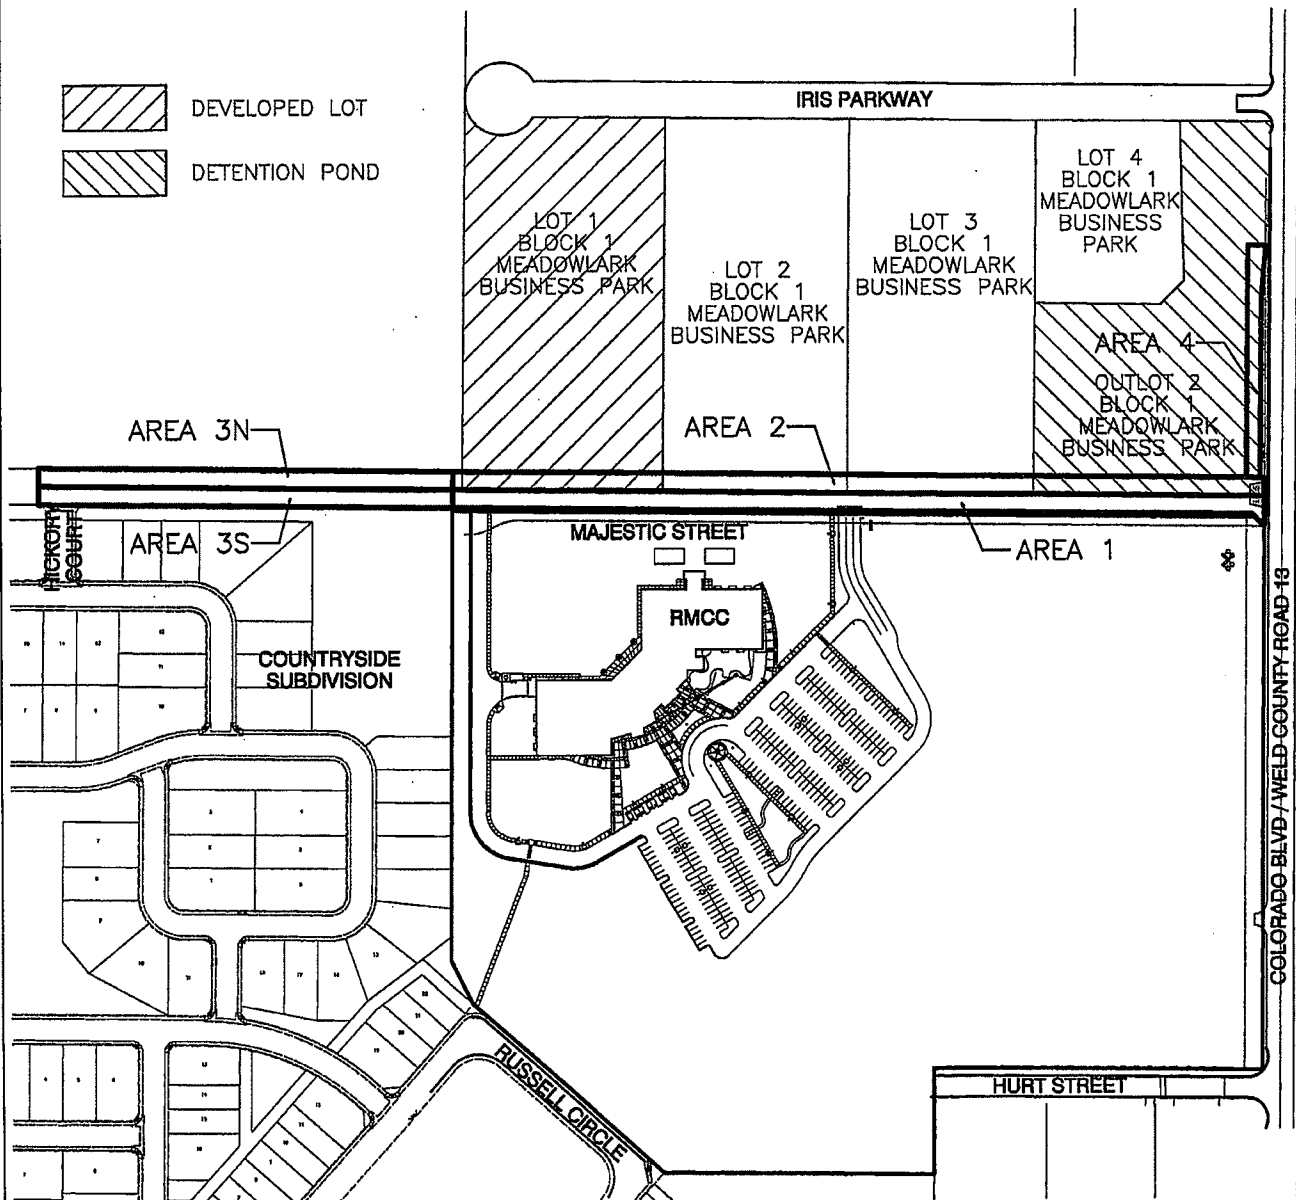 IRIS PARKWAY
DEVELOPED LOT
DETENTION POND
LOT 1
BLOCK 1
MEADOWLARK
BUSINESS PARK
LOT 2
BLOCK 1
MEADOWLARK
BUSINESS PARK
LOT 3
BLOCK 1
MEADOWLARK
BUSINESS PARK
LOT 4
BLOCK 1
MEADOWLARK
BUSINESS
PARK
AREA 4
OUTLOT 2
BLOCK 1
MEADOWLARK
BUSINESS PARK
AREA 3N
AREA 2
AREA 3S
HICKORY
COURT
MAJESTIC STREET
AREA 1
RMCC
COUNTRYSIDE
SUBDIVISION
COLORADO BLVD / WELD COUNTY ROAD 13
RUSSELL CIRCLE
HURT STREET